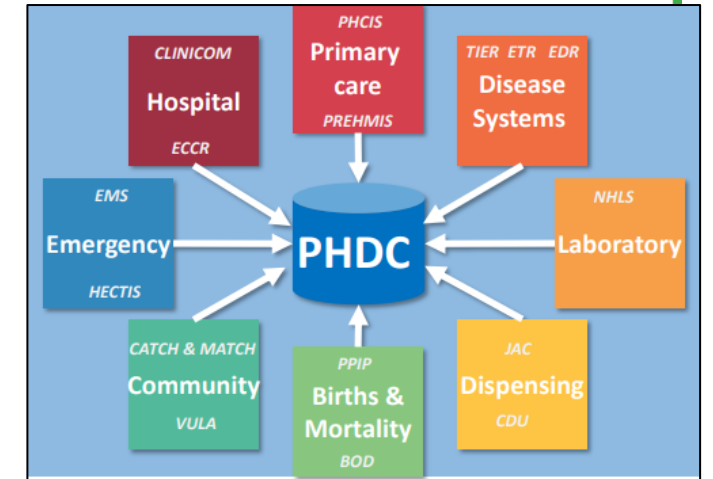 PHCIS
Primary
care
PREHMIS
CLINICOM
Hospital
ECCR
TIER ETR EDR
Disease
Systems
EMS
Emergency
HECTIS
PHDC
NHLS
Laboratory
CATCH & MATCH
Community
VULA
PPIP
Births &
Mortality
BOD
JAC
Dispensing
CDU